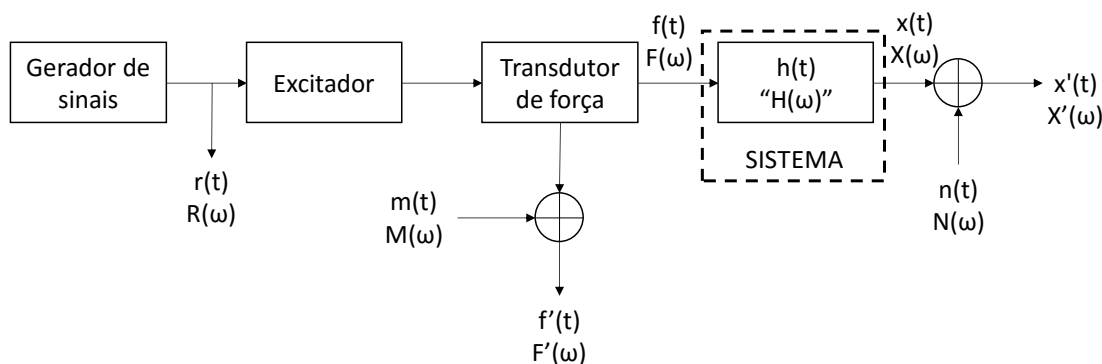 Gerador de
sinais
Excitador
Transdutor
de força
f(t)
F(ω)
h(t)
“H(ω)”
SISTEMA
x(t)
X(ω)
x'(t)
X’(ω)
r(t)
R(ω)
m(t)
M(ω)
n(t)
N(ω)
f’(t)
F’(ω)